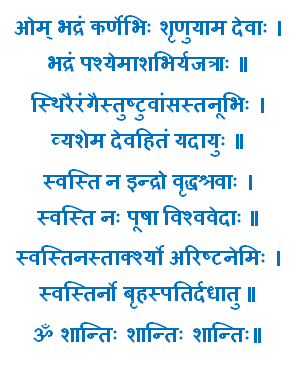 ओम् भद्रं कर्णेभिः शृणुयाम देवाः ।
भद्रं पश्येमाशभिर्यजत्राः ॥
स्थिरैरंगैस्तुष्टुवांसस्तनूभिः ।
व्यशेम देवहितं यदायुः ॥
स्वस्ति न इन्द्रो वृद्धश्रवाः ।
स्वस्ति नः पूषा विश्ववेदाः ॥
स्वस्तिनस्तार्क्श्यो अरिष्टनेमिः ।
स्वस्तिर्नो बृहस्पतिर्दधातु ॥
ॐ शान्तिः शान्तिः शान्तिः॥